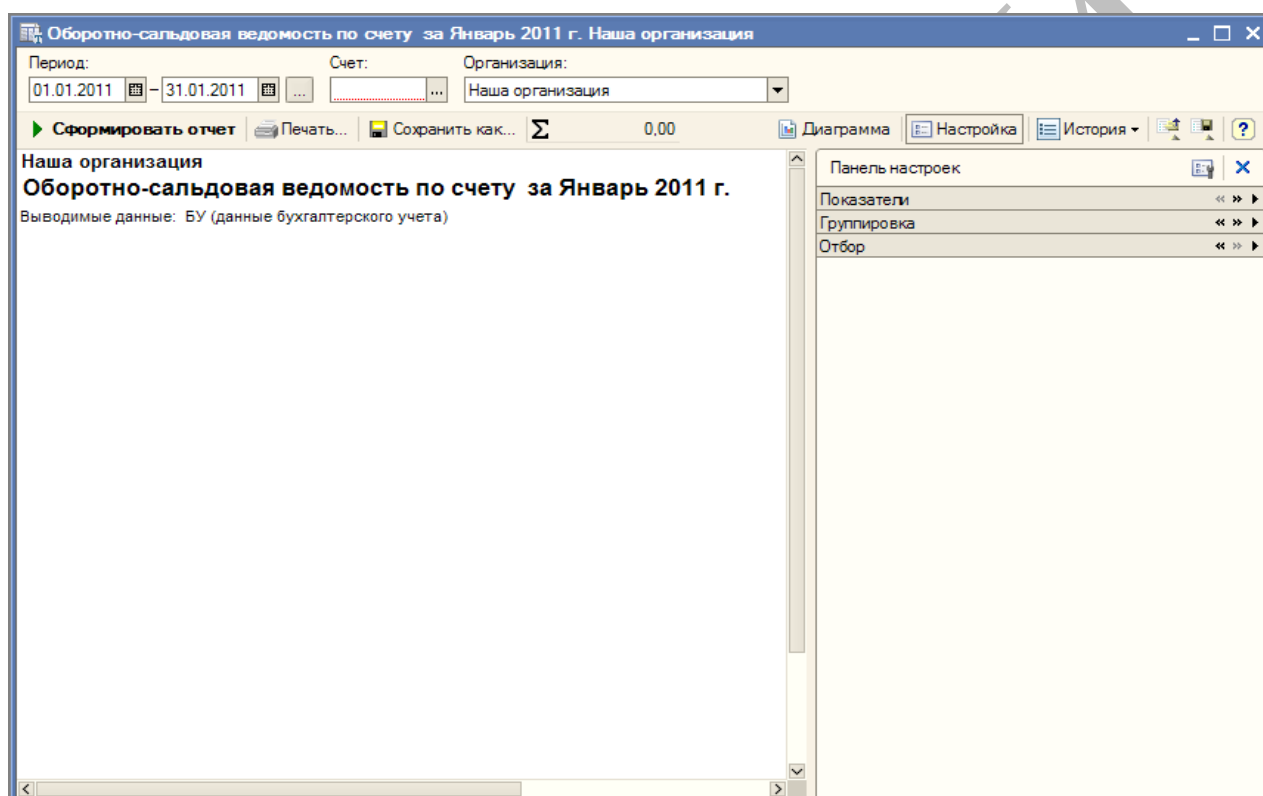 Оборотно-сальдовая ведомость по счету  за Январь 2011 г. Наша организация
Период: Счет: Организация:
01.01.2011 – 31.01.2011 ... ... Наша организация
Сформировать отчет Печать... Сохранить как... Σ 0,00 Диаграмма Настройка История ?
Наша организация
Панель настроек
Оборотно-сальдовая ведомость по счету  за Январь 2011 г.
Показатели
Выводимые данные:  БУ (данные бухгалтерского учета)
Группировка
Отбор